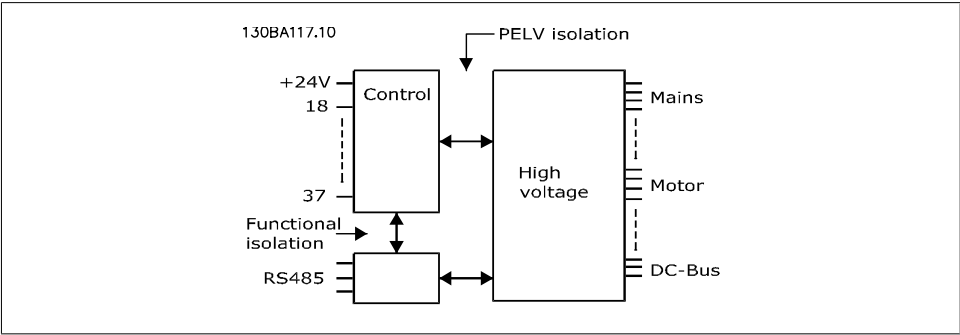 130BA117.10
PELV isolation
+24V
Control
18
Mains
High
voltage
37
Motor
Functional
isolation
RS485
DC-Bus